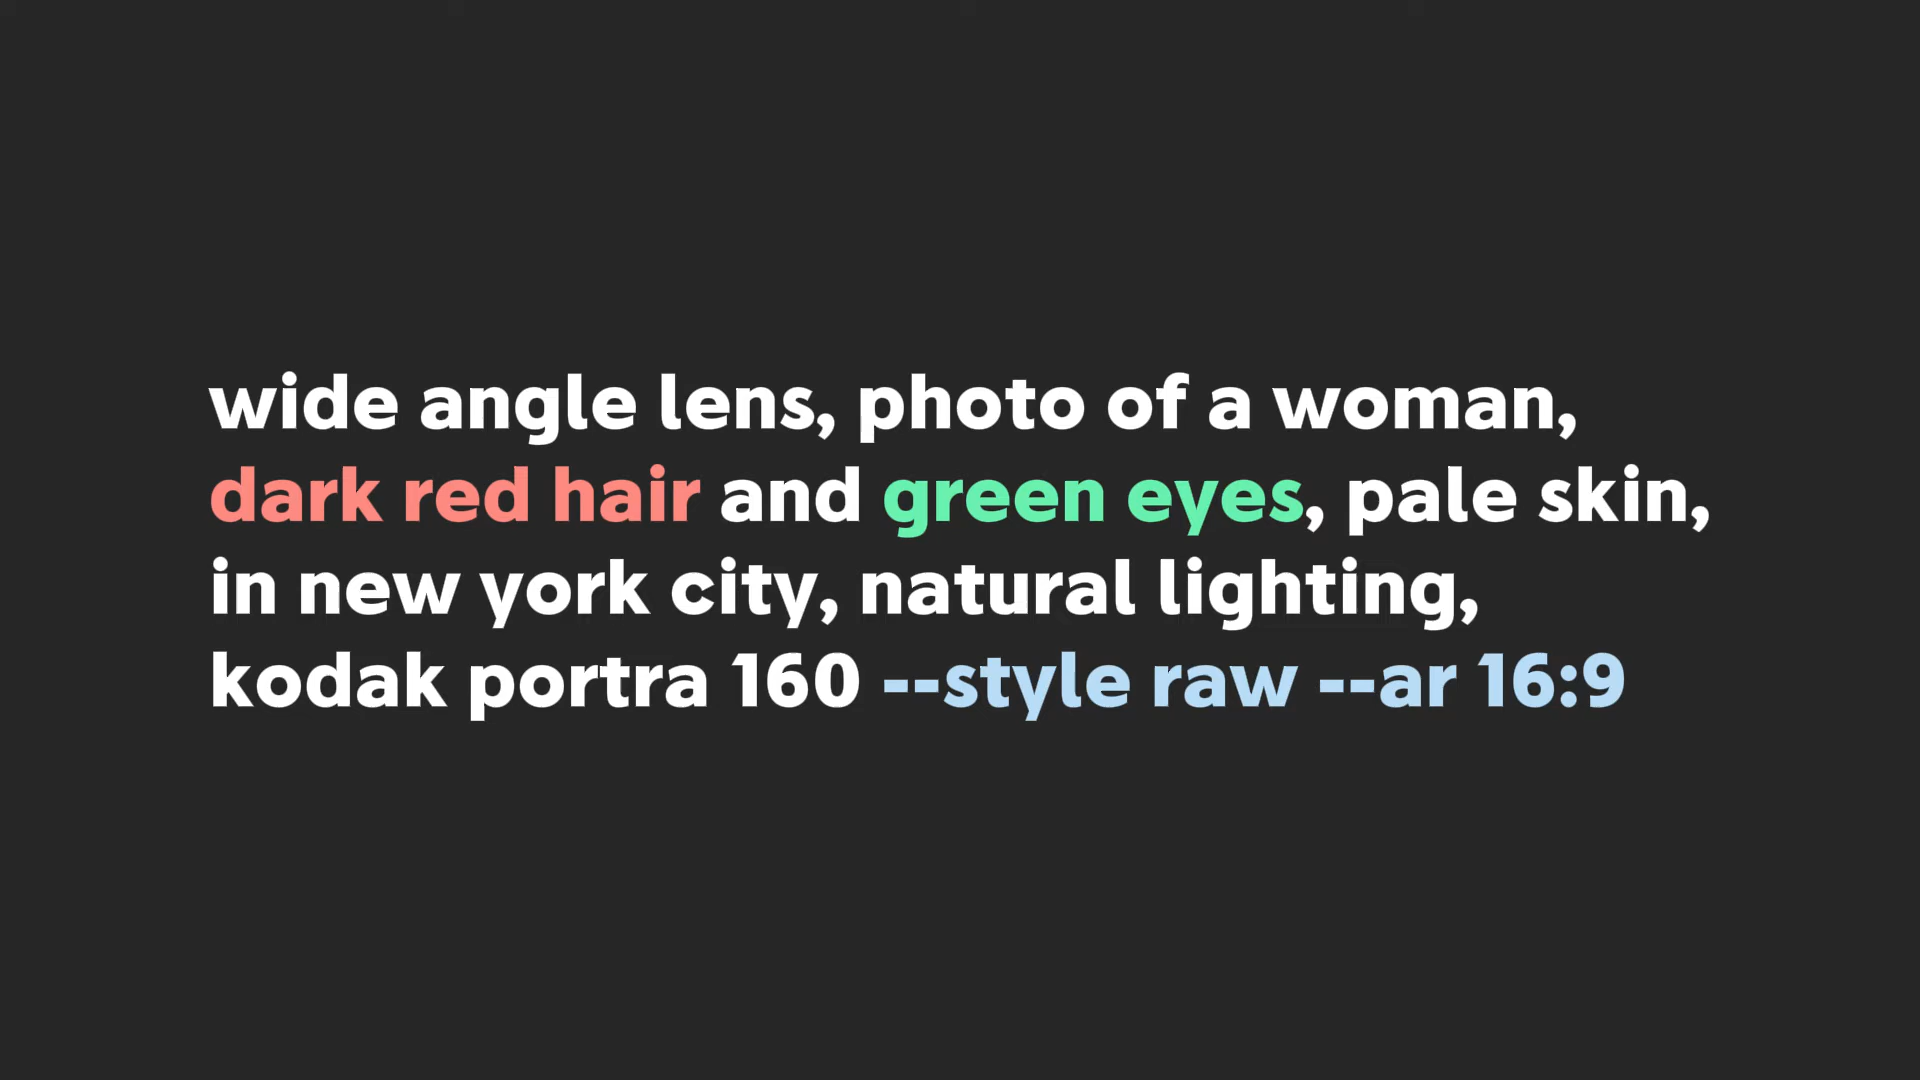 wide angle lens, photo of a woman,
dark red hair and green eyes, pale skin,
in new york city, natural lighting,
kodak portra 160 --style raw --ar 16:9